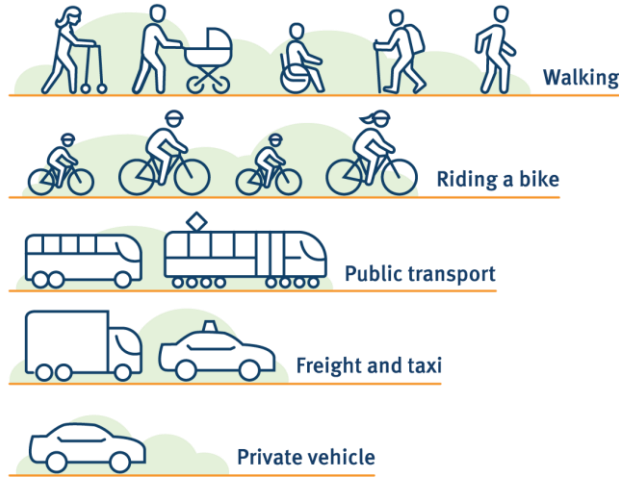 Walking
Riding a bike
Public transport
Freight and taxi
Private vehicle